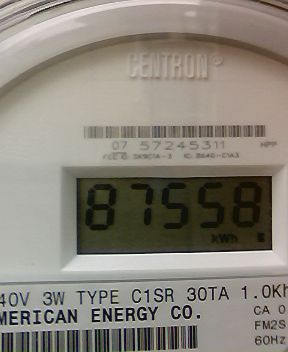 CENTRON®
07 57245311
87558
kWh
40V 3W TYPE C1SR 30TA 1.0Kh
MERICAN ENERGY CO.
CA 0
FM2S
60Hz